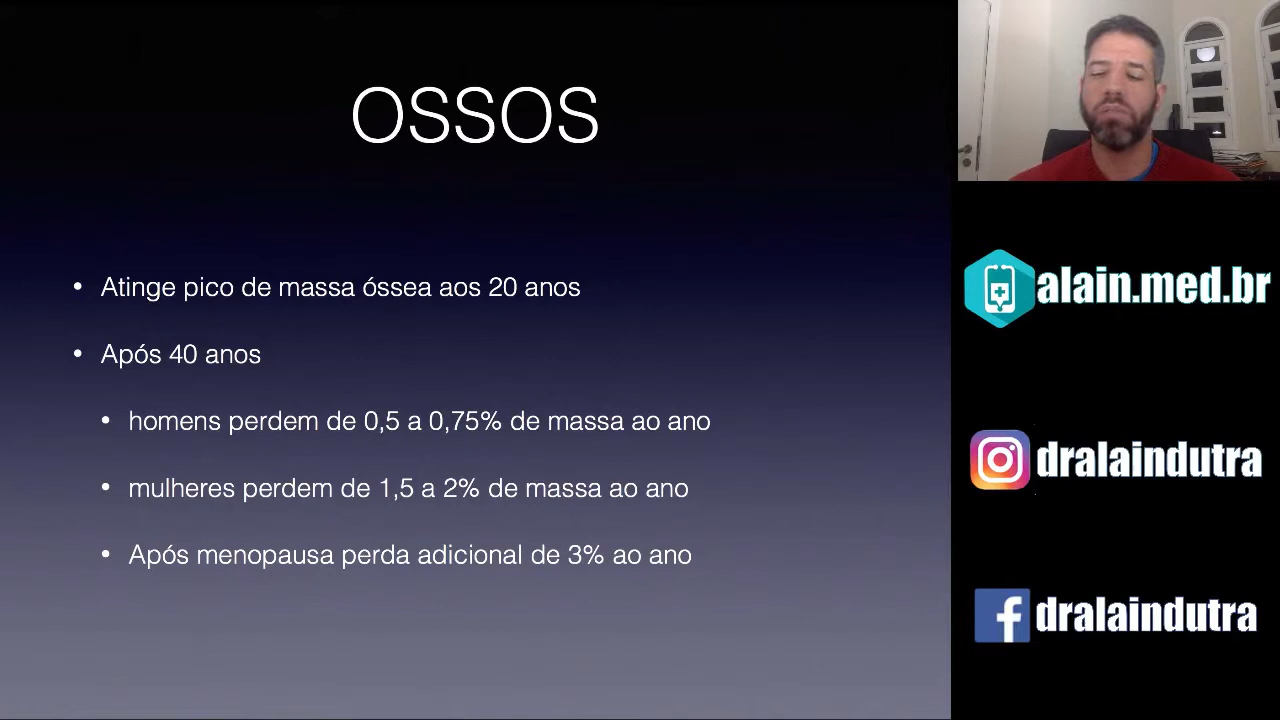 OSSOS
• Atinge pico de massa óssea aos 20 anos
• Após 40 anos
• homens perdem de 0,5 a 0,75% de massa ao ano
• mulheres perdem de 1,5 a 2% de massa ao ano
• Após menopausa perda adicional de 3% ao ano
alain.med.br
dralaindutra
dralaindutra